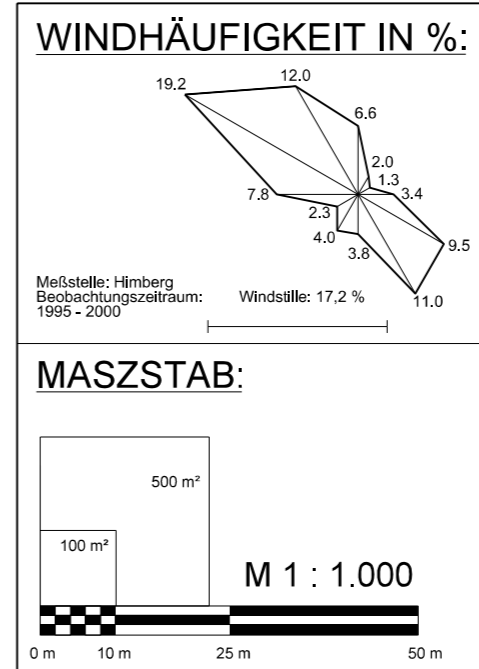 WINDHÄUFIGKEIT IN %:
12.0
19.2
6.6
2.0
1.3
3.4
7.8
2.3
4.0
3.8
9.5
11.0
Meßstelle: Himberg
Beobachtungszeitraum: Windstille: 17,2 %
1995 - 2000
MASZSTAB:
500 m²
100 m²
M 1 : 1.000
0 m 10 m 25 m 50 m